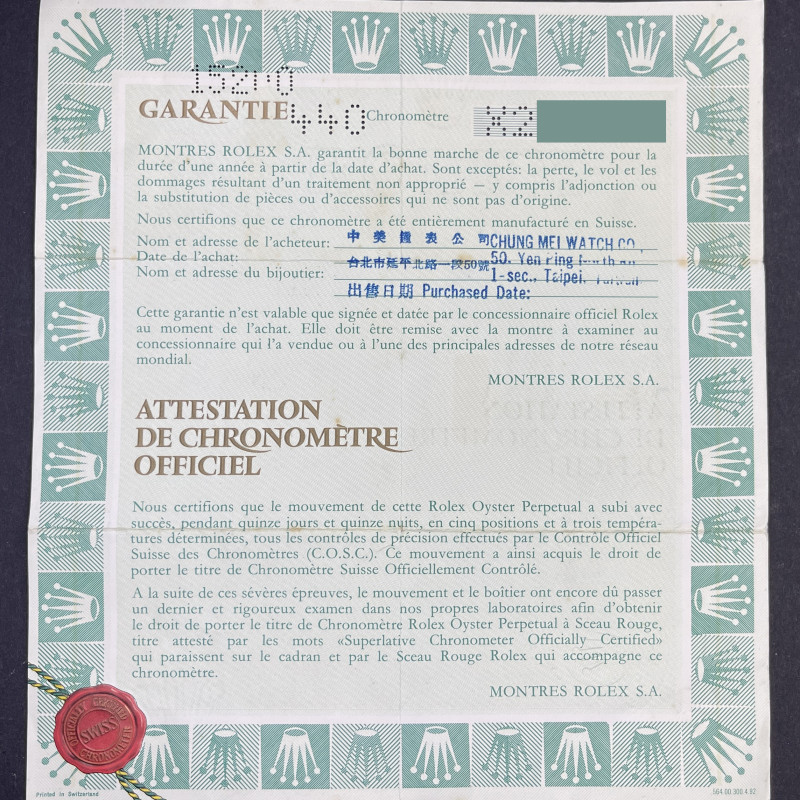 15210
GARANTIE 440 Chronomètre X2
MONTRES ROLEX S.A. garantit la bonne marche de ce chronomètre pour la
durée d'une année à partir de la date d'achat. Sont exceptés: la perte, le vol et les
dommages résultant d'un traitement non approprié – y compris l'adjonction ou
la substitution de pièces ou d'accessoires qui ne sont pas d'origine.
Nous certifions que ce chronomètre a été entièrement manufacturé en Suisse.
Nom et adresse de l'acheteur: 中美鐘表公司 CHUNG MEI WATCH CO.,
Date de l'achat:
Nom et adresse du bijoutier: 台北市延平北路一段50號 50. Yen Ping
1-sec., Taipei,
出售日期 Purchased Date:
Cette garantie n'est valable que signée et datée par le concessionnaire officiel Rolex
au moment de l'achat. Elle doit être remise avec la montre à examiner au
concessionnaire qui l'a vendue ou à l'une des principales adresses de notre réseau
mondial.
MONTRES ROLEX S.A.
ATTESTATION
DE CHRONOMÈTRE
OFFICIEL
Nous certifions que le mouvement de cette Rolex Oyster Perpetual a subi avec
succès, pendant quinze jours et quinze nuits, en cinq positions et à trois tempéra-
tures déterminées, tous les contrôles de précision effectués par le Contrôle Officiel
Suisse des Chronomètres (C.O.S.C.). Ce mouvement a ainsi acquis le droit de
porter le titre de Chronomètre Suisse Officiellement Contrôlé.
A la suite de ces sévères épreuves, le mouvement et le boîtier ont encore dû passer
un dernier et rigoureux examen dans nos propres laboratoires afin d'obtenir
le droit de porter le titre de Chronomètre Rolex Oyster Perpetual à Sceau Rouge,
titre attesté par les mots «Superlative Chronometer Officially Certified»
qui paraissent sur le cadran et par le Sceau Rouge Rolex qui accompagne ce
chronomètre.
MONTRES ROLEX S.A.
OFFICIALLY CERTIFIED
SWISS
CHRONOMETER
Printed in Switzerland
564.00.300.4.92